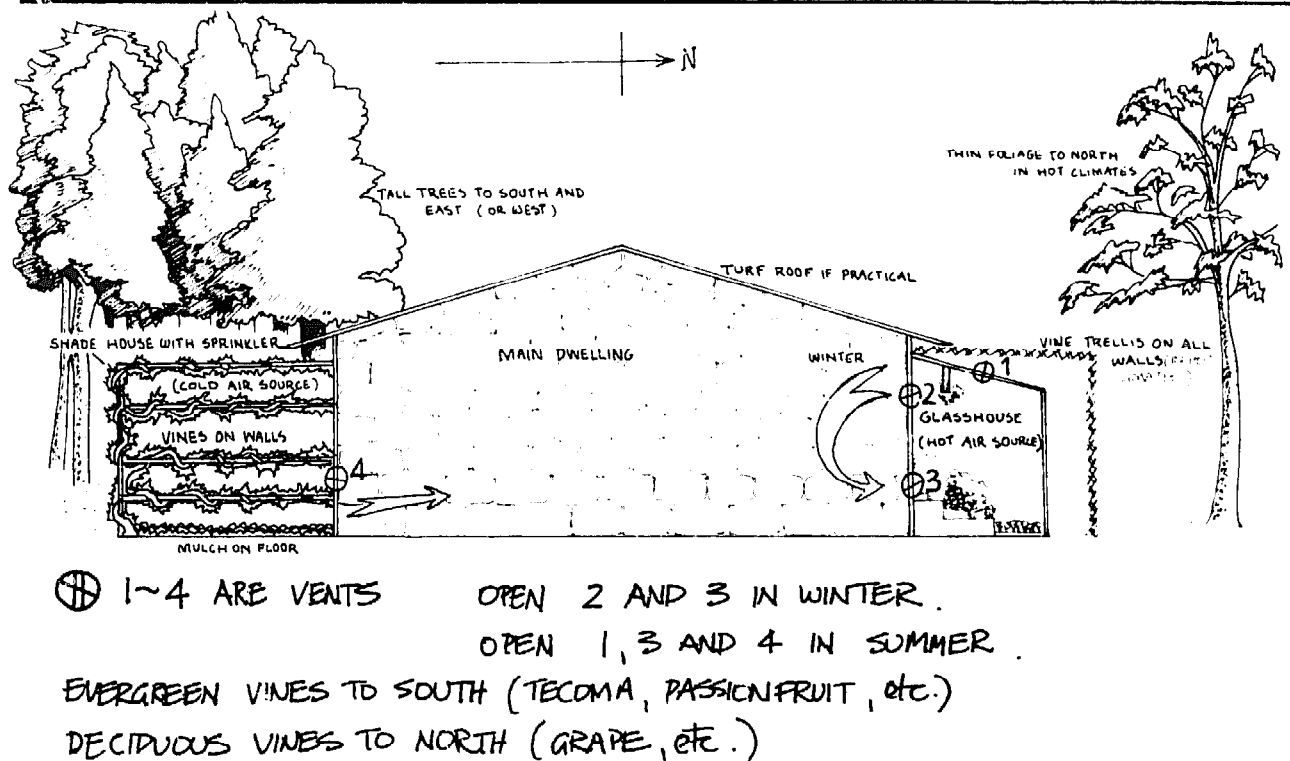 N
THIN FOLIAGE TO NORTH
IN HOT CLIMATES
TALL TREES TO SOUTH AND
EAST (OR WEST)
TURF ROOF IF PRACTICAL
SHADE HOUSE WITH SPRINKLER
(COLD AIR SOURCE)
VINES ON WALLS
4
MULCH ON FLOOR
MAIN DWELLING
WINTER
VINE TRELLIS ON ALL
WALLS
1
2
GLASSHOUSE
(HOT AIR SOURCE)
3
1~4 ARE VENTS
OPEN 2 AND 3 IN WINTER.
OPEN 1, 3 AND 4 IN SUMMER.
EVERGREEN VINES TO SOUTH (TECOMA, PASSIONFRUIT, etc.)
DECIDUOUS VINES TO NORTH (GRAPE, etc.)